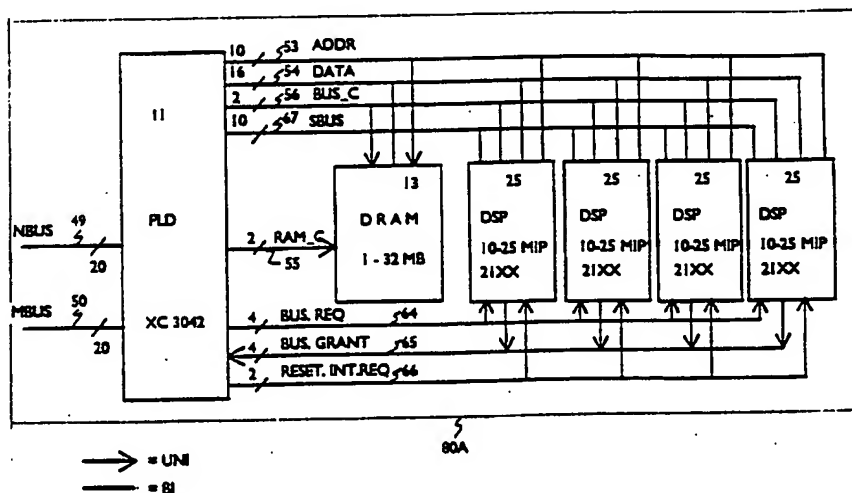 10 53 ADDR
16 54 DATA
2 56 BUS_C
10 67 SBUS
11
PLD
XC 3042
NBUS 49
20
MBUS 50
20
13
DRAM
1 - 32 MB
2 RAM_C
55
25
DSP
10-25 MIP
21XX
25
DSP
10-25 MIP
21XX
25
DSP
10-25 MIP
21XX
25
DSP
10-25 MIP
21XX
4 BUS. REQ 64
4 BUS. GRANT 65
2 RESET. INT.REQ 66
80A
= UNI
= BI